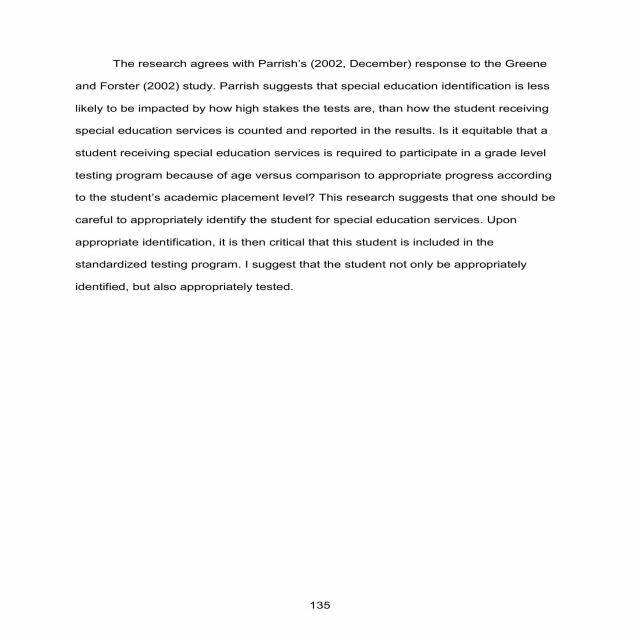 The research agrees with Parrish's (2002, December) response to the Greene
and Forster (2002) study. Parrish suggests that special education identification is less
likely to be impacted by how high stakes the tests are, than how the student receiving
special education services is counted and reported in the results. Is it equitable that a
student receiving special education services is required to participate in a grade level
testing program because of age versus comparison to appropriate progress according
to the student's academic placement level? This research suggests that one should be
careful to appropriately identify the student for special education services. Upon
appropriate identification, it is then critical that this student is included in the
standardized testing program. I suggest that the student not only be appropriately
identified, but also appropriately tested.
135